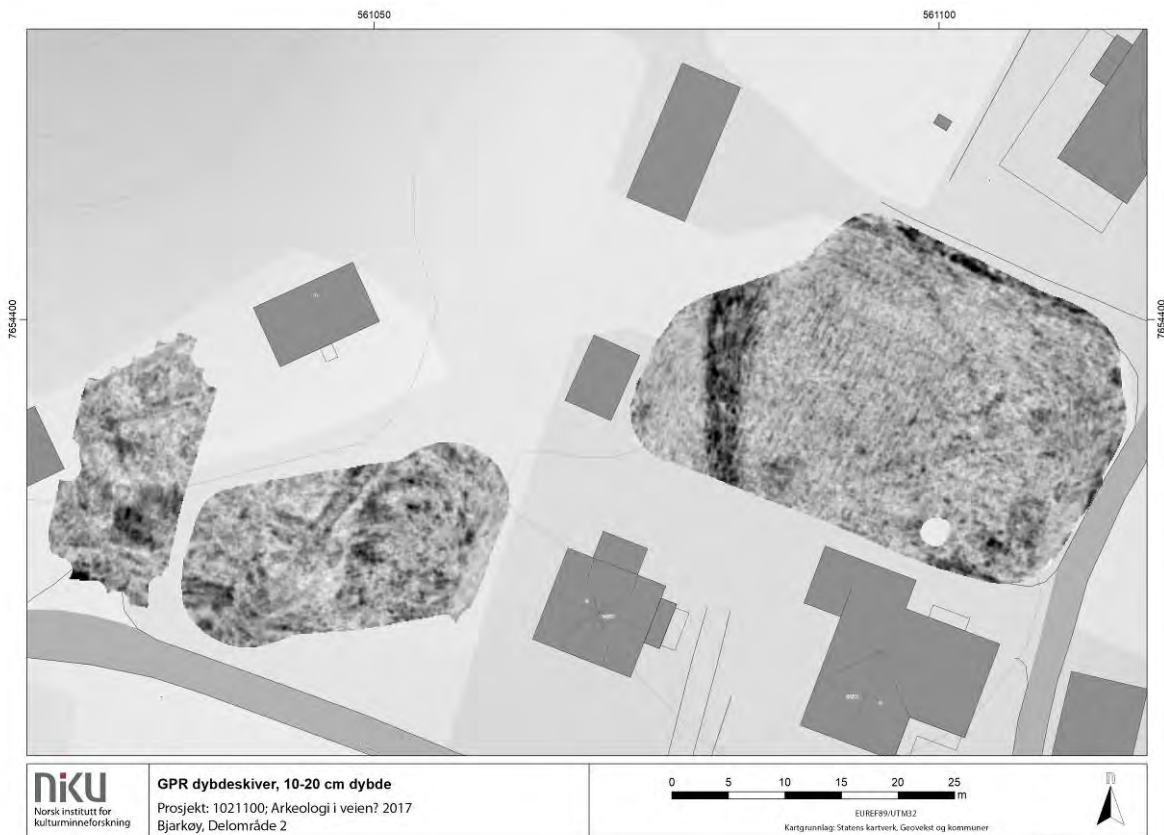 561050
561100
7654400
7654400
niKU
Norsk institutt for
kulturminneforskning
GPR dybdeskiver, 10-20 cm dybde
Prosjekt: 1021100; Arkeologi i veien? 2017
Bjarkøy, Delområde 2
0 5 10 15 20 25
m
EUREF89/UTM32
Kartgrunnlag: Statens kartverk, Geovekst og kommuner
n